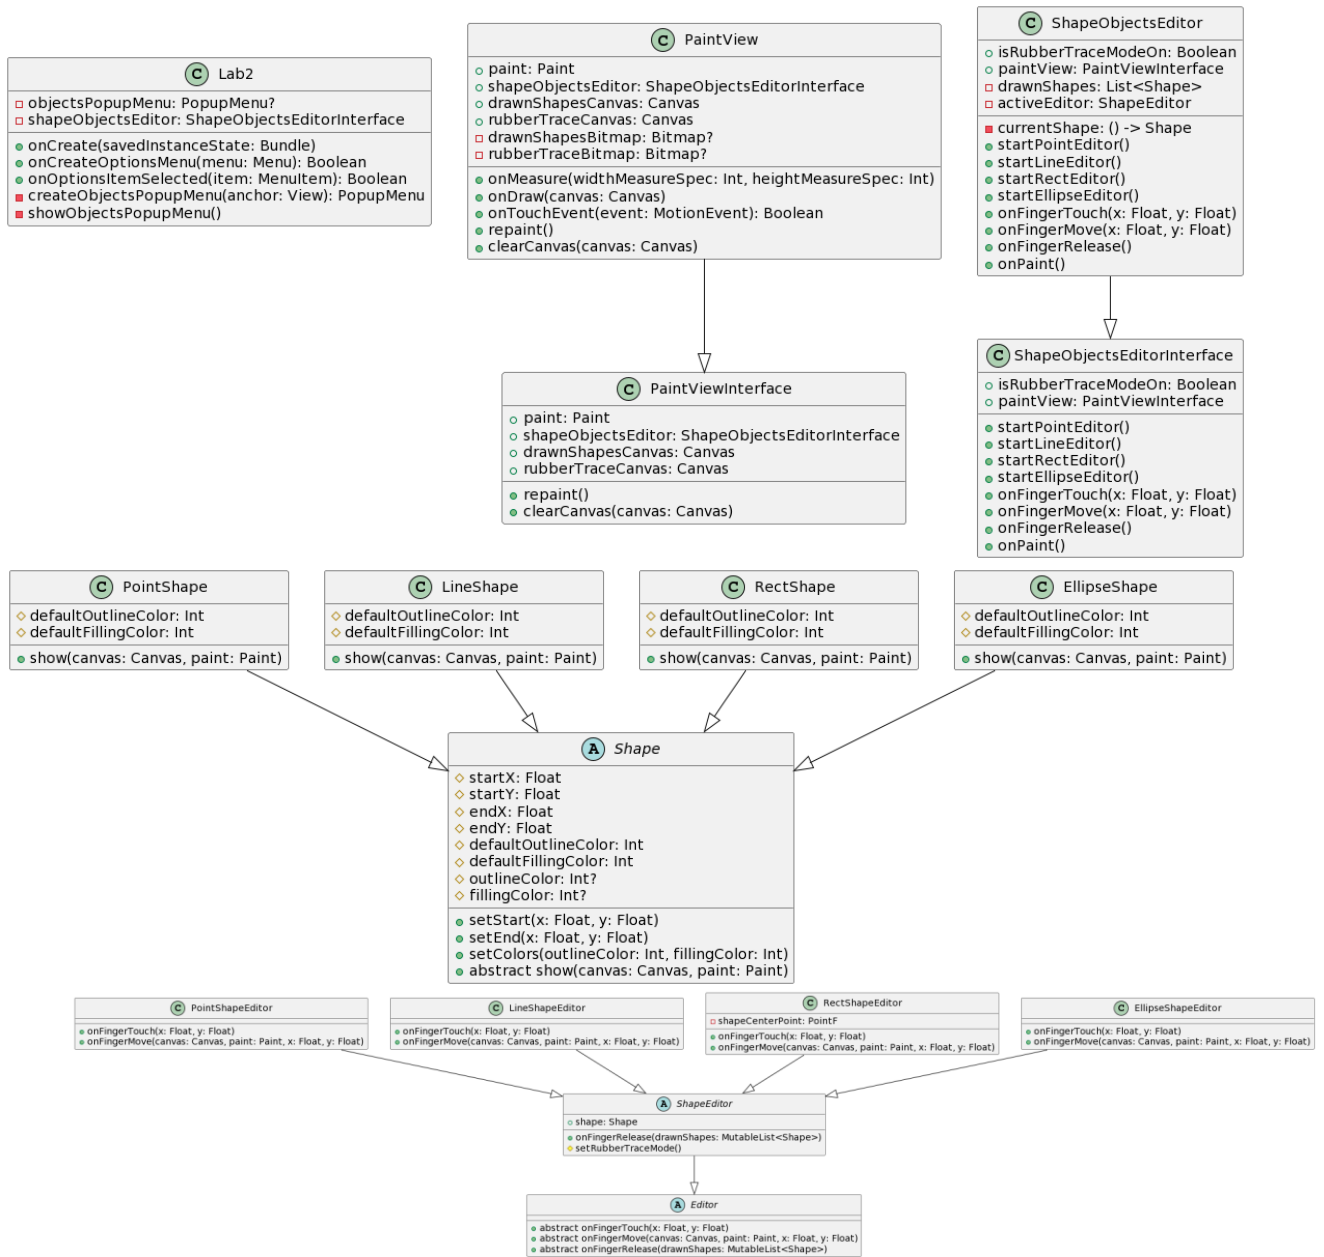 C Lab2
objectsPopupMenu: PopupMenu?
shapeObjectsEditor: ShapeObjectsEditorInterface
onCreate(savedInstanceState: Bundle)
onCreateOptionsMenu(menu: Menu): Boolean
onOptionsItemSelected(item: MenuItem): Boolean
createObjectsPopupMenu(anchor: View): PopupMenu
showObjectsPopupMenu()
C PaintView
paint: Paint
shapeObjectsEditor: ShapeObjectsEditorInterface
drawnShapesCanvas: Canvas
rubberTraceCanvas: Canvas
drawnShapesBitmap: Bitmap?
rubberTraceBitmap: Bitmap?
onMeasure(widthMeasureSpec: Int, heightMeasureSpec: Int)
onDraw(canvas: Canvas)
onTouchEvent(event: MotionEvent): Boolean
repaint()
clearCanvas(canvas: Canvas)
C ShapeObjectsEditor
isRubberTraceModeOn: Boolean
paintView: PaintViewInterface
drawnShapes: List<Shape>
activeEditor: ShapeEditor
currentShape: () -> Shape
startPointEditor()
startLineEditor()
startRectEditor()
startEllipseEditor()
onFingerTouch(x: Float, y: Float)
onFingerMove(x: Float, y: Float)
onFingerRelease()
onPaint()
C PaintViewInterface
paint: Paint
shapeObjectsEditor: ShapeObjectsEditorInterface
drawnShapesCanvas: Canvas
rubberTraceCanvas: Canvas
repaint()
clearCanvas(canvas: Canvas)
C ShapeObjectsEditorInterface
isRubberTraceModeOn: Boolean
paintView: PaintViewInterface
startPointEditor()
startLineEditor()
startRectEditor()
startEllipseEditor()
onFingerTouch(x: Float, y: Float)
onFingerMove(x: Float, y: Float)
onFingerRelease()
onPaint()
C PointShape
defaultOutlineColor: Int
defaultFillingColor: Int
show(canvas: Canvas, paint: Paint)
C LineShape
defaultOutlineColor: Int
defaultFillingColor: Int
show(canvas: Canvas, paint: Paint)
C RectShape
defaultOutlineColor: Int
defaultFillingColor: Int
show(canvas: Canvas, paint: Paint)
C EllipseShape
defaultOutlineColor: Int
defaultFillingColor: Int
show(canvas: Canvas, paint: Paint)
A Shape
startX: Float
startY: Float
endX: Float
endY: Float
defaultOutlineColor: Int
defaultFillingColor: Int
outlineColor: Int?
fillingColor: Int?
setStart(x: Float, y: Float)
setEnd(x: Float, y: Float)
setColors(outlineColor: Int, fillingColor: Int)
abstract show(canvas: Canvas, paint: Paint)
C PointShapeEditor
onFingerTouch(x: Float, y: Float)
onFingerMove(canvas: Canvas, paint: Paint, x: Float, y: Float)
C LineShapeEditor
onFingerTouch(x: Float, y: Float)
onFingerMove(canvas: Canvas, paint: Paint, x: Float, y: Float)
C RectShapeEditor
shapeCenterPoint: PointF
onFingerTouch(x: Float, y: Float)
onFingerMove(canvas: Canvas, paint: Paint, x: Float, y: Float)
C EllipseShapeEditor
onFingerTouch(x: Float, y: Float)
onFingerMove(canvas: Canvas, paint: Paint, x: Float, y: Float)
A ShapeEditor
shape: Shape
onFingerRelease(drawnShapes: MutableList<Shape>)
setRubberTraceMode()
A Editor
abstract onFingerTouch(x: Float, y: Float)
abstract onFingerMove(canvas: Canvas, paint: Paint, x: Float, y: Float)
abstract onFingerRelease(drawnShapes: MutableList<Shape>)